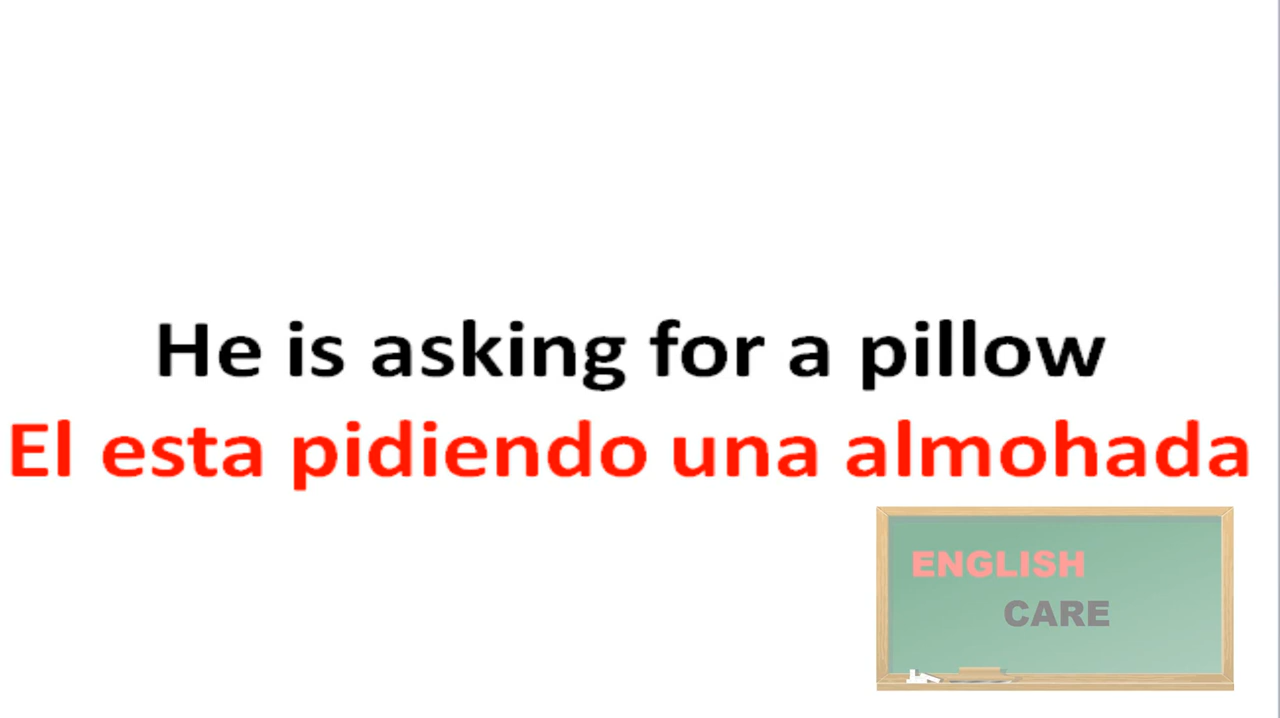 He is asking for a pillow
El esta pidiendo una almohada
ENGLISH
CARE